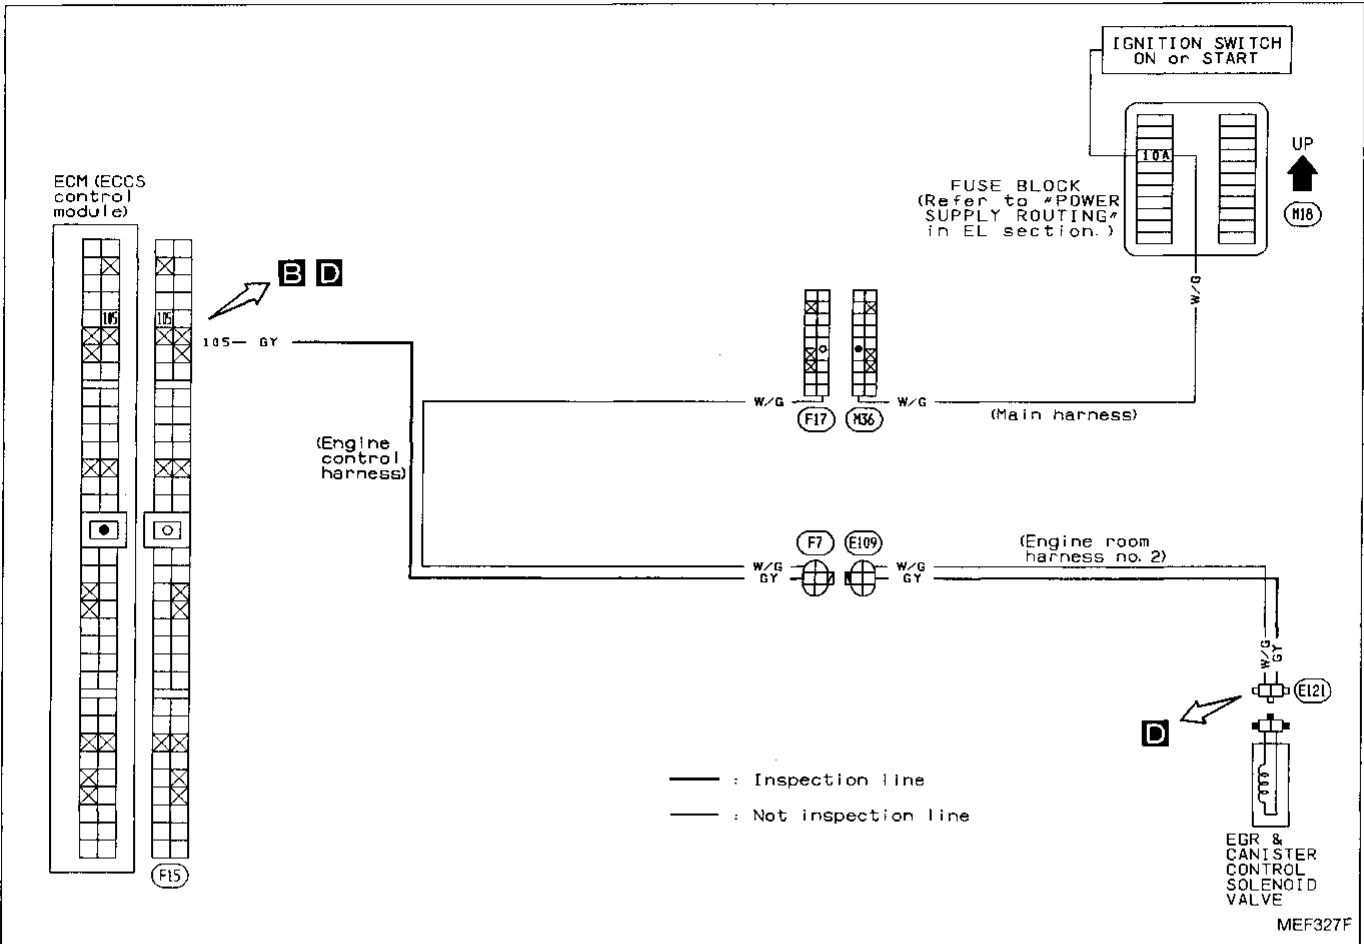 IGNITION SWITCH
ON or START
10A
UP
M18
FUSE BLOCK
(Refer to "POWER
SUPPLY ROUTING"
in EL section.)
W/G
ECM (ECCS
control
module)
B D
105 105
105 — GY
W/G W/G
F17 M36
(Main harness)
(Engine
control
harness)
F7 E109
(Engine room
harness no. 2)
W/G W/G
GY GY
W/G
GY
E121
D
: Inspection line
: Not inspection line
EGR &
CANISTER
CONTROL
SOLENOID
VALVE
F15
MEF327F